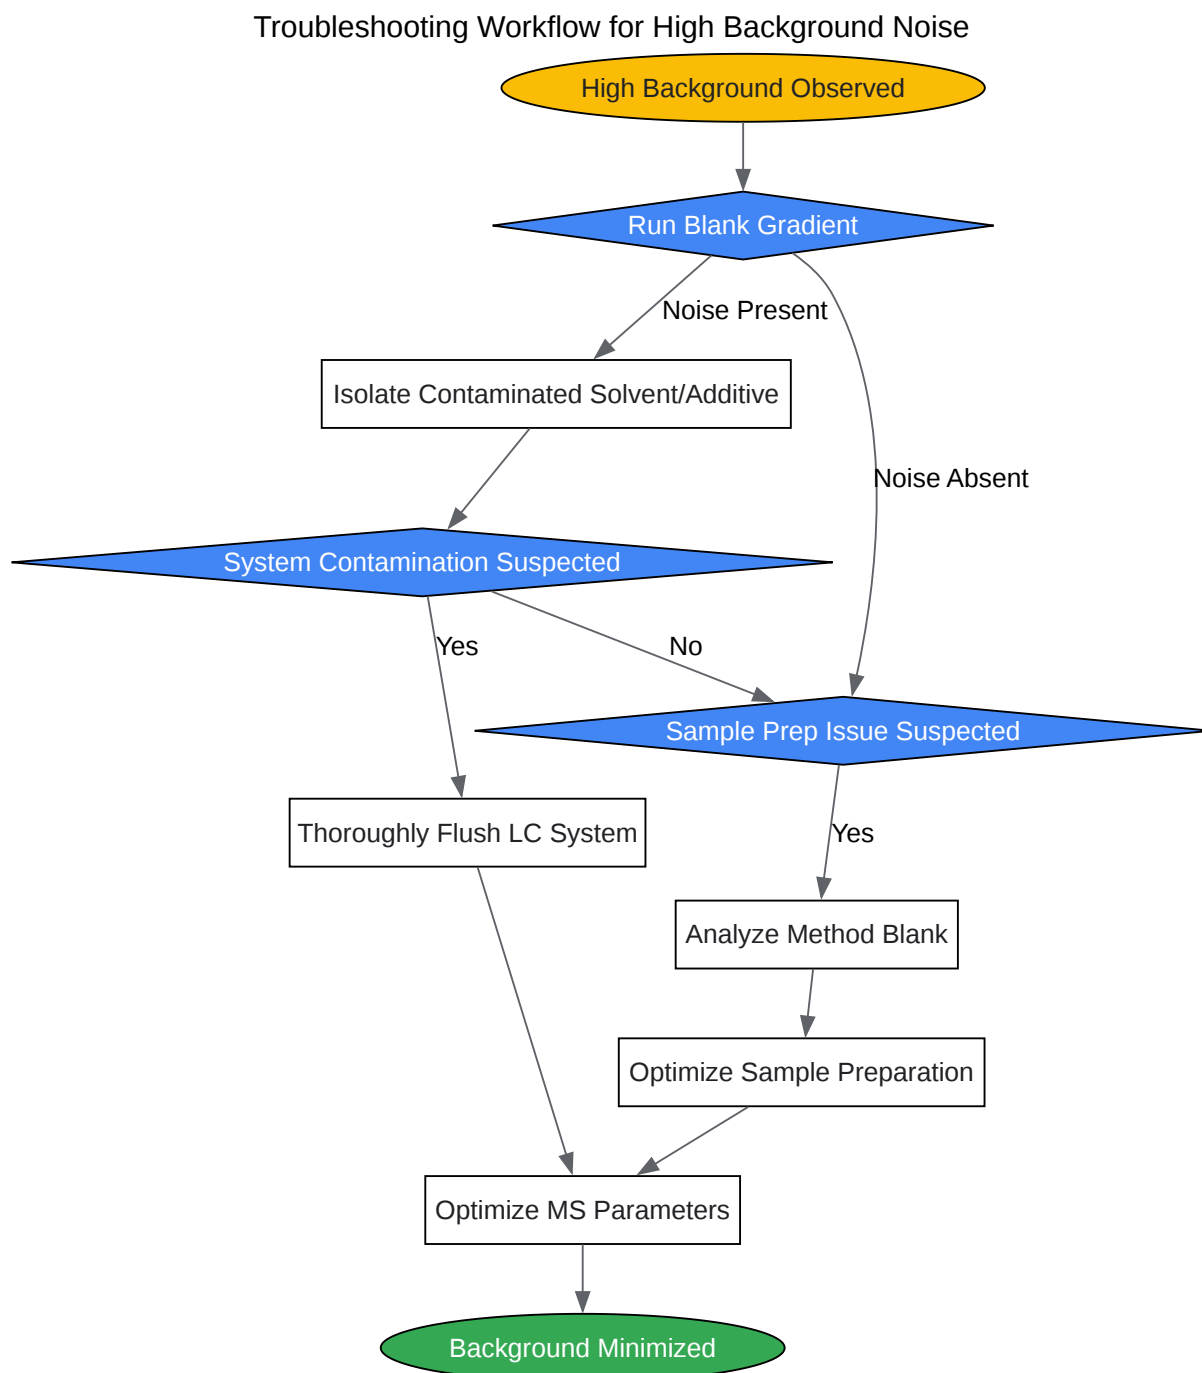 Troubleshooting Workflow for High Background Noise
High Background Observed
Run Blank Gradient
Noise Present
Isolate Contaminated Solvent/Additive
Noise Absent
System Contamination Suspected
Yes
No
Sample Prep Issue Suspected
Thoroughly Flush LC System
Yes
Analyze Method Blank
Optimize Sample Preparation
Optimize MS Parameters
Background Minimized